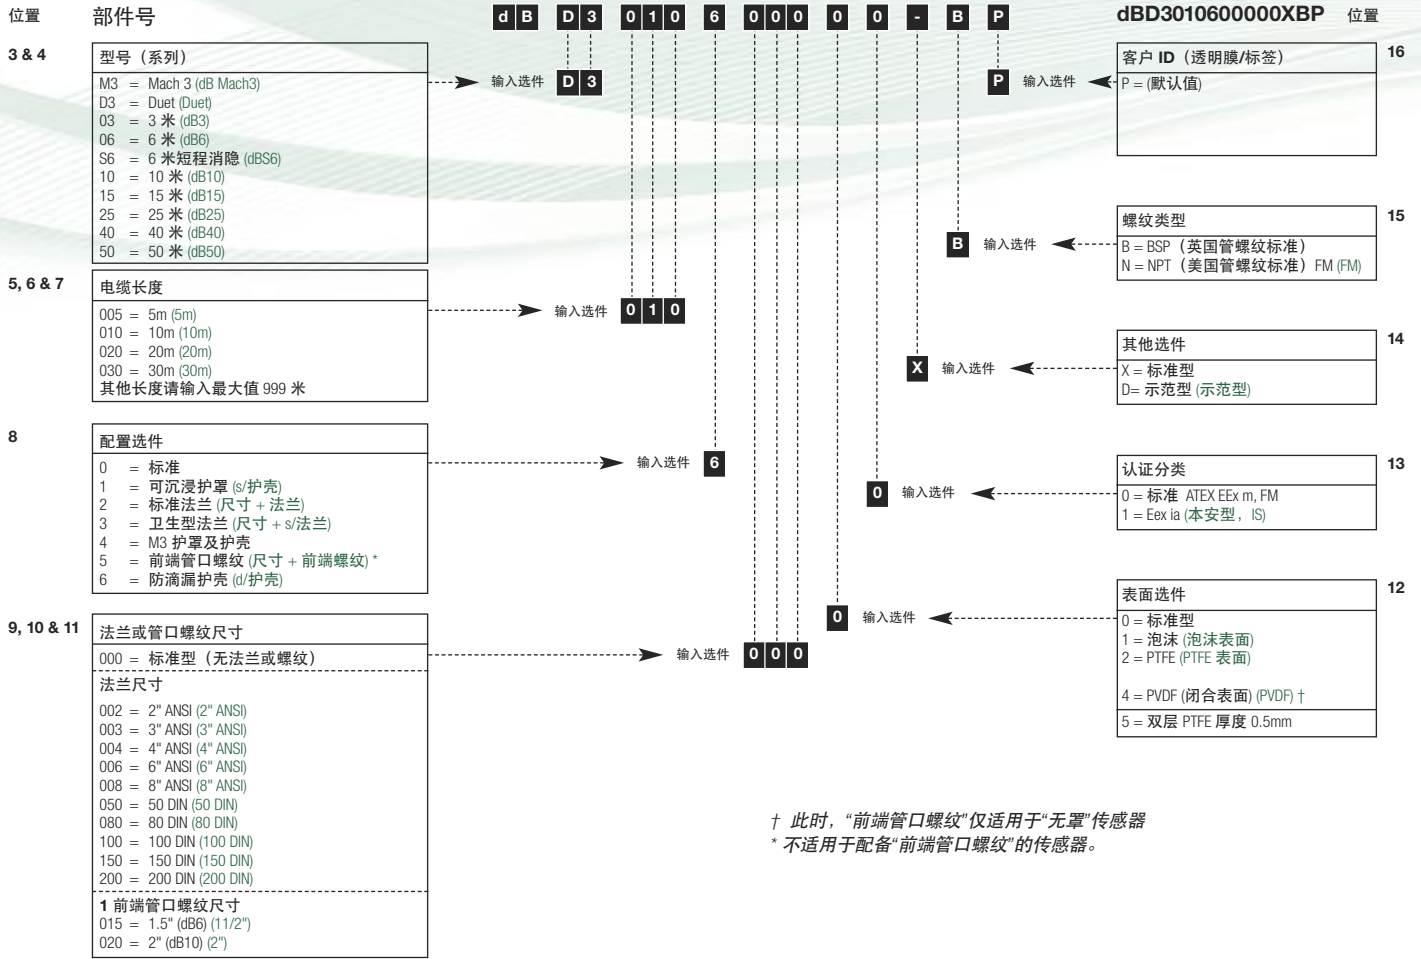 位置 部件号 d B D 3 0 1 0 6 0 0 0 0 0 - B P dBD3010600000XBP 位置
3 & 4
型号（系列）
M3 = Mach 3 (dB Mach3)
D3 = Duet (Duet)
03 = 3 米 (dB3)
06 = 6 米 (dB6)
S6 = 6 米短程消隐 (dBS6)
10 = 10 米 (dB10)
15 = 15 米 (dB15)
25 = 25 米 (dB25)
40 = 40 米 (dB40)
50 = 50 米 (dB50)
输入选件 D 3
5, 6 & 7
电缆长度
005 = 5m (5m)
010 = 10m (10m)
020 = 20m (20m)
030 = 30m (30m)
其他长度请输入最大值 999 米
输入选件 0 1 0
8
配置选件
0 = 标准
1 = 可沉浸护罩 (s/护壳)
2 = 标准法兰 (尺寸 + 法兰)
3 = 卫生型法兰 (尺寸 + s/法兰)
4 = M3 护罩及护壳
5 = 前端管口螺纹 (尺寸 + 前端螺纹) *
6 = 防滴漏护壳 (d/护壳)
输入选件 6
9, 10 & 11
法兰或管口螺纹尺寸
000 = 标准型（无法兰或螺纹）
法兰尺寸
002 = 2" ANSI (2" ANSI)
003 = 3" ANSI (3" ANSI)
004 = 4" ANSI (4" ANSI)
006 = 6" ANSI (6" ANSI)
008 = 8" ANSI (8" ANSI)
050 = 50 DIN (50 DIN)
080 = 80 DIN (80 DIN)
100 = 100 DIN (100 DIN)
150 = 150 DIN (150 DIN)
200 = 200 DIN (200 DIN)
1 前端管口螺纹尺寸
015 = 1.5" (dB6) (11/2")
020 = 2" (dB10) (2")
输入选件 0 0 0
16
客户 ID（透明膜/标签）
P = (默认值)
P 输入选件
15
螺纹类型
B = BSP（英国管螺纹标准）
N = NPT（美国管螺纹标准）FM (FM)
B 输入选件
14
其他选件
X = 标准型
D= 示范型 (示范型)
X 输入选件
13
认证分类
0 = 标准 ATEX EEx m, FM
1 = Eex ia (本安型，IS)
0 输入选件
12
表面选件
0 = 标准型
1 = 泡沫 (泡沫表面)
2 = PTFE (PTFE 表面)
4 = PVDF (闭合表面) (PVDF) †
5 = 双层 PTFE 厚度 0.5mm
0 输入选件
† 此时，“前端管口螺纹”仅适用于“无罩”传感器
* 不适用于配备“前端管口螺纹”的传感器。